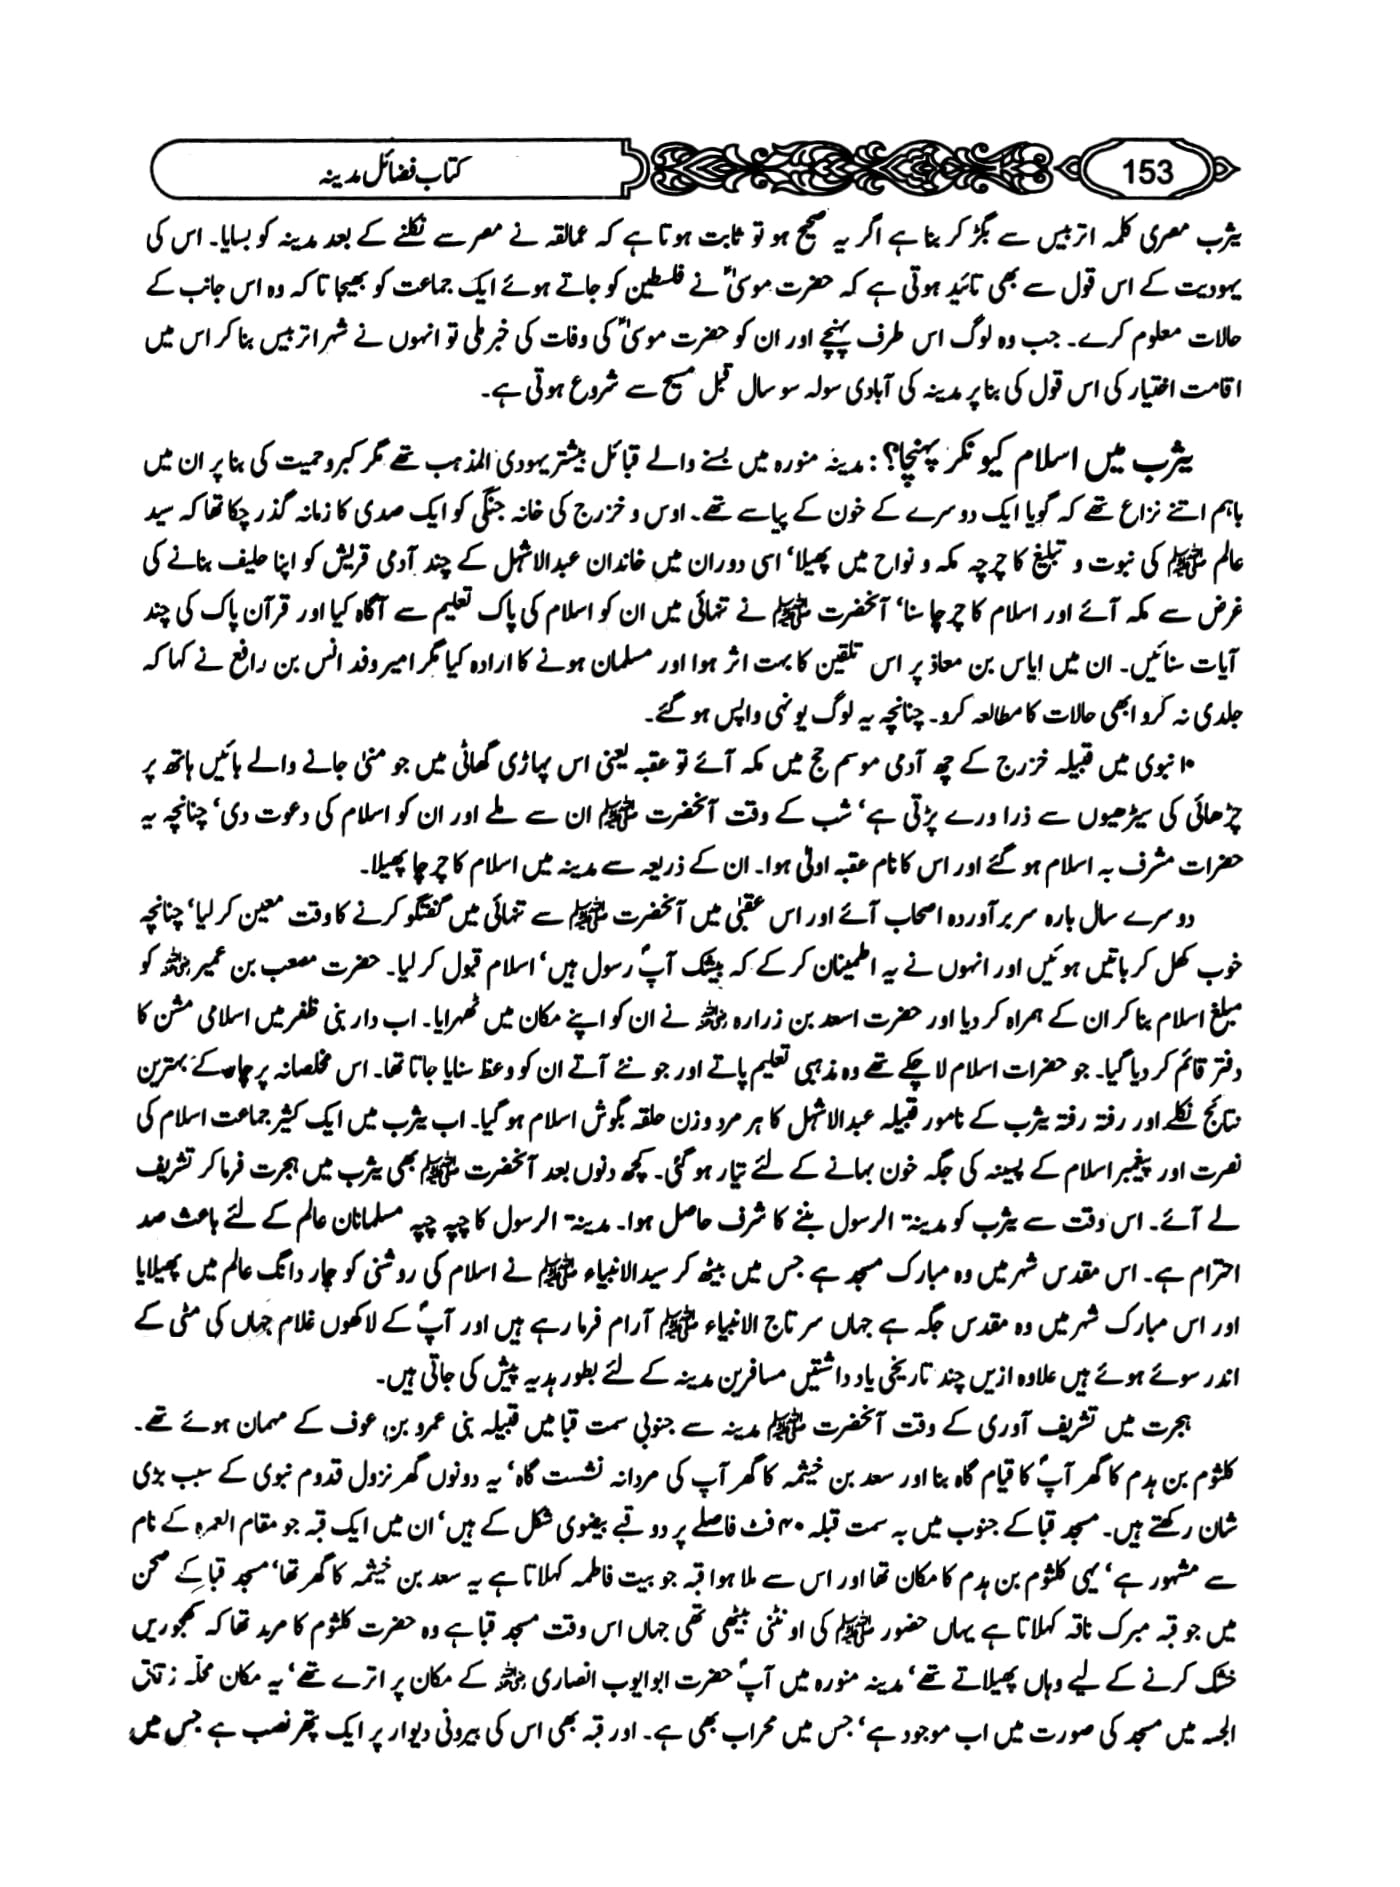 153
کتاب فضائل مدینہ
یثرب مصری کلمہ اتربیس سے بگڑ کر بنا ہے اگر یہ صحیح ہو تو ثابت ہوتا ہے کہ عمالقہ نے مصر سے نکلنے کے بعد مدینہ کو بسایا۔ اس کی
یہودیت کے اس قول سے بھی تائید ہوتی ہے کہ حضرت موسیٰؑ نے فلسطین کو جاتے ہوئے ایک جماعت کو بھیجا تا کہ وہ اس جانب کے
حالات معلوم کرے۔ جب وہ لوگ اس طرف پہنچے اور ان کو حضرت موسیٰؑ کی وفات کی خبر ملی تو انہوں نے شہر اتربیس بنا کر اس میں
اقامت اختیار کی اس قول کی بنا پر مدینہ کی آبادی سولہ سو سال قبل مسیح سے شروع ہوتی ہے۔
یثرب میں اسلام کیونکر پہنچا؟: مدینہ منورہ میں بسنے والے قبائل بیشتر یہودی المذہب تھے مگر کبر و حمیت کی بنا پر ان میں
باہم اتنے نزاع تھے کہ گویا ایک دوسرے کے خون کے پیاسے تھے۔ اوس و خزرج کی خانہ جنگی کو ایک صدی کا زمانہ گذر چکا تھا کہ سید
عالم ﷺ کی نبوت و تبلیغ کا چرچہ مکہ و نواح میں پھیلا‘ اسی دوران میں خاندان عبدالاشہل کے چند آدمی قریش کو اپنا حلیف بنانے کی
غرض سے مکہ آئے اور اسلام کا چرچا سنا‘ آنحضرت ﷺ نے تنہائی میں ان کو اسلام کی پاک تعلیم سے آگاہ کیا اور قرآن پاک کی چند
آیات سنائیں۔ ان میں ایاس بن معاذ پر اس تلقین کا بہت اثر ہوا اور مسلمان ہونے کا ارادہ کیا مگر امیر وفد انس بن رافع نے کہا کہ
جلدی نہ کرو ابھی حالات کا مطالعہ کرو۔ چنانچہ یہ لوگ یونہی واپس ہو گئے۔
۱۰ نبوی میں قبیلہ خزرج کے چھ آدمی موسم حج میں مکہ آئے تو عقبہ یعنی اس پہاڑی گھاٹی میں جو منیٰ جانے والے بائیں ہاتھ پر
چڑھائی کی سیڑھیوں سے ذرا ورے پڑتی ہے‘ شب کے وقت آنحضرت ﷺ ان سے ملے اور ان کو اسلام کی دعوت دی‘ چنانچہ یہ
حضرات مشرف بہ اسلام ہو گئے اور اس کا نام عقبہ اولیٰ ہوا۔ ان کے ذریعہ سے مدینہ میں اسلام کا چرچا پھیلا۔
دوسرے سال بارہ سربر آوردہ اصحاب آئے اور اس عقبیٰ میں آنحضرت ﷺ سے تنہائی میں گفتگو کرنے کا وقت معین کر لیا‘ چنانچہ
خوب کھل کر باتیں ہوئیں اور انہوں نے یہ اطمینان کر کے کہ بیشک آپؐ رسول ہیں‘ اسلام قبول کر لیا۔ حضرت مصعب بن عمیر رضی اللہ عنہ کو
مبلغ اسلام بنا کر ان کے ہمراہ کر دیا اور حضرت اسعد بن زرارہ رضی اللہ عنہ نے ان کو اپنے مکان میں ٹھہرایا۔ اب دار بنی ظفر میں اسلامی مشن کا
دفتر قائم کر دیا گیا۔ جو حضرات اسلام لا چکے تھے وہ مذہبی تعلیم پاتے اور جو نئے آتے ان کو وعظ سنایا جاتا تھا۔ اس مخلصانہ پرچار کے بہترین
نتائج نکلے اور رفتہ رفتہ یثرب کے نامور قبیلہ عبدالاشہل کا ہر مرد و زن حلقہ بگوش اسلام ہو گیا۔ اب یثرب میں ایک کثیر جماعت اسلام کی
نصرت اور پیغمبر اسلام کے پسینہ کی جگہ خون بہانے کے لئے تیار ہو گئی۔ کچھ دنوں بعد آنحضرت ﷺ بھی یثرب میں ہجرت فرما کر تشریف
لے آئے۔ اس وقت سے یثرب کو مدینۃ الرسول بننے کا شرف حاصل ہوا۔ مدینۃ الرسول کا چپہ چپہ مسلمانان عالم کے لئے باعث صد
احترام ہے۔ اس مقدس شہر میں وہ مبارک مسجد ہے جس میں بیٹھ کر سید الانبیاء ﷺ نے اسلام کی روشنی کو چار دانگ عالم میں پھیلایا
اور اس مبارک شہر میں وہ مقدس جگہ ہے جہاں سرتاج الانبیاء ﷺ آرام فرما رہے ہیں اور آپؐ کے لاکھوں غلام جہاں کی مٹی کے
اندر سوئے ہوئے ہیں علاوہ ازیں چند تاریخی یاد داشتیں مسافرین مدینہ کے لئے بطور ہدیہ پیش کی جاتی ہیں۔
ہجرت میں تشریف آوری کے وقت آنحضرت ﷺ مدینہ سے جنوبی سمت قبا میں قبیلہ بنی عمرو بن عوف کے مہمان ہوئے تھے۔
کلثوم بن ہدم کا گھر آپؐ کا قیام گاہ بنا اور سعد بن خیثمہ کا گھر آپ کی مردانہ نشست گاہ‘ یہ دونوں گھر نزول قدوم نبوی کے سبب بڑی
شان رکھتے ہیں۔ مسجد قبا کے جنوب میں بہ سمت قبلہ ۴۰ فٹ فاصلے پر دو قبے بیضوی شکل کے ہیں‘ ان میں ایک قبہ جو مقام العمرہ کے نام
سے مشہور ہے‘ یہی کلثوم بن ہدم کا مکان تھا اور اس سے ملا ہوا قبہ جو بیت فاطمہ کہلاتا ہے یہ سعد بن خیثمہ کا گھر تھا‘ مسجد قبا کے صحن
میں جو قبہ مبرک ناقہ کہلاتا ہے یہاں حضور ﷺ کی اونٹنی بیٹھی تھی جہاں اس وقت مسجد قبا ہے وہ حضرت کلثوم کا مربد تھا کہ کھجوریں
خشک کرنے کے لیے وہاں پھیلاتے تھے‘ مدینہ منورہ میں آپؐ حضرت ابو ایوب انصاری رضی اللہ عنہ کے مکان پر اترے تھے‘ یہ مکان محلّہ زقاق
الحبسہ میں مسجد کی صورت میں اب موجود ہے‘ جس میں محراب بھی ہے۔ اور قبہ بھی اس کی بیرونی دیوار پر ایک پتھر نصب ہے جس میں